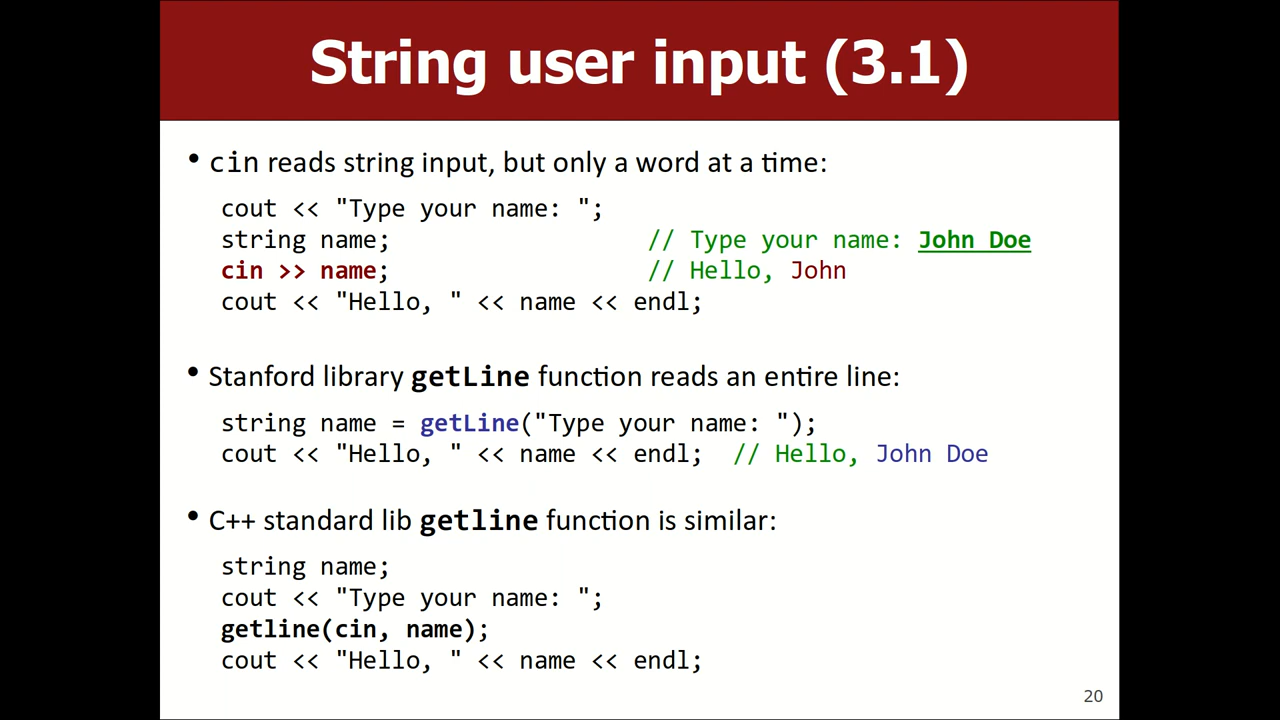 String user input (3.1)
• cin reads string input, but only a word at a time:
cout << "Type your name: ";
string name; // Type your name: John Doe
cin >> name; // Hello, John
cout << "Hello, " << name << endl;
• Stanford library getLine function reads an entire line:
string name = getLine("Type your name: ");
cout << "Hello, " << name << endl; // Hello, John Doe
• C++ standard lib getline function is similar:
string name;
cout << "Type your name: ";
getline(cin, name);
cout << "Hello, " << name << endl;
20